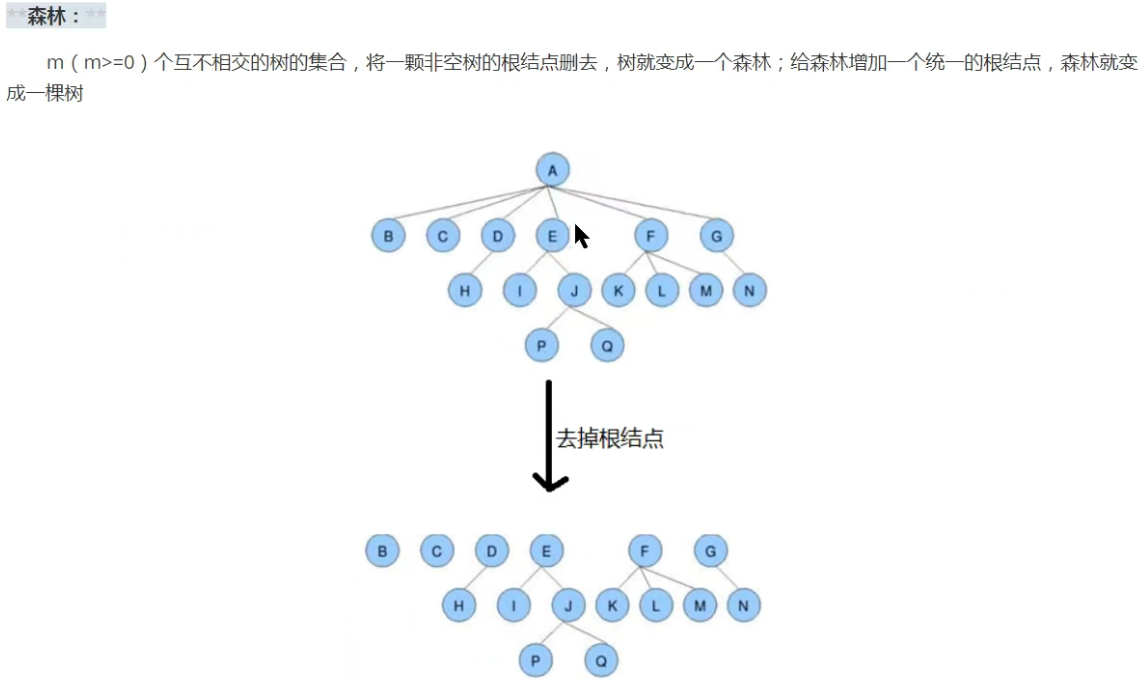 **森林：**
m（m>=0）个互不相交的树的集合，将一颗非空树的根结点删去，树就变成一个森林；给森林增加一个统一的根结点，森林就变
成一棵树
A
B C D E F G
H I J K L M N
P Q
去掉根结点
B C D E F G
H I J K L M N
P Q